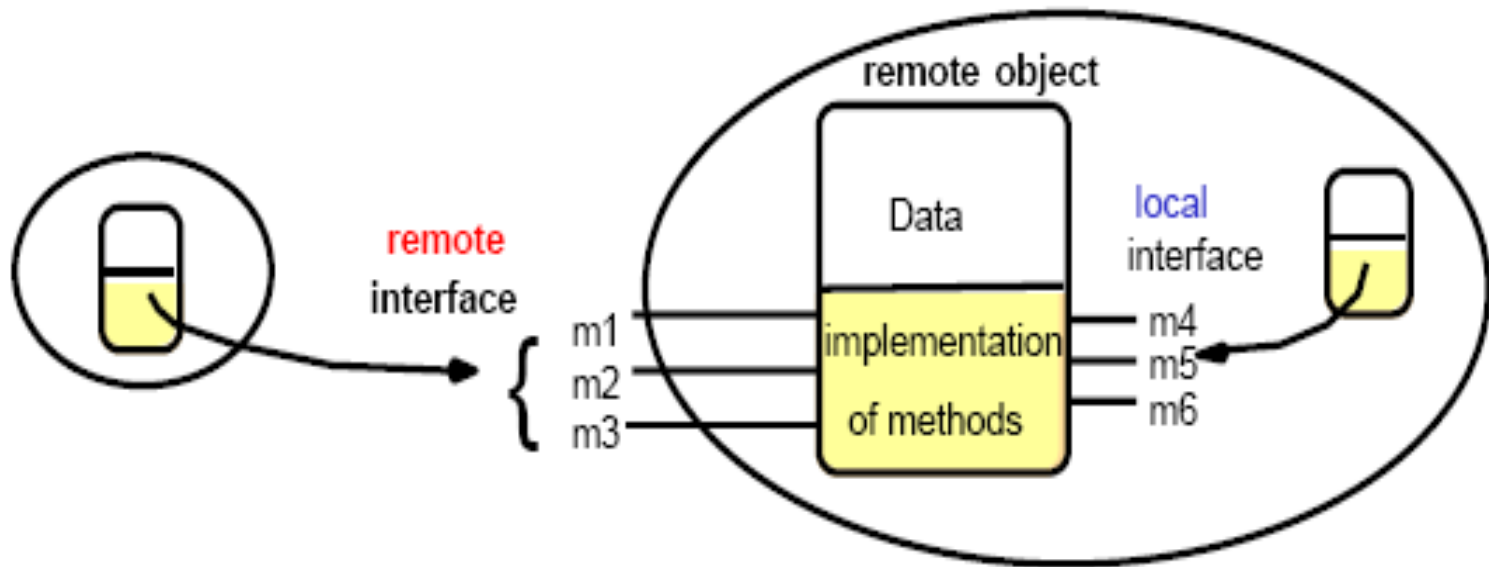 remote object
Data
remote
interface
{
m1
m2
m3
implementation
of methods
local
interface
m4
m5
m6